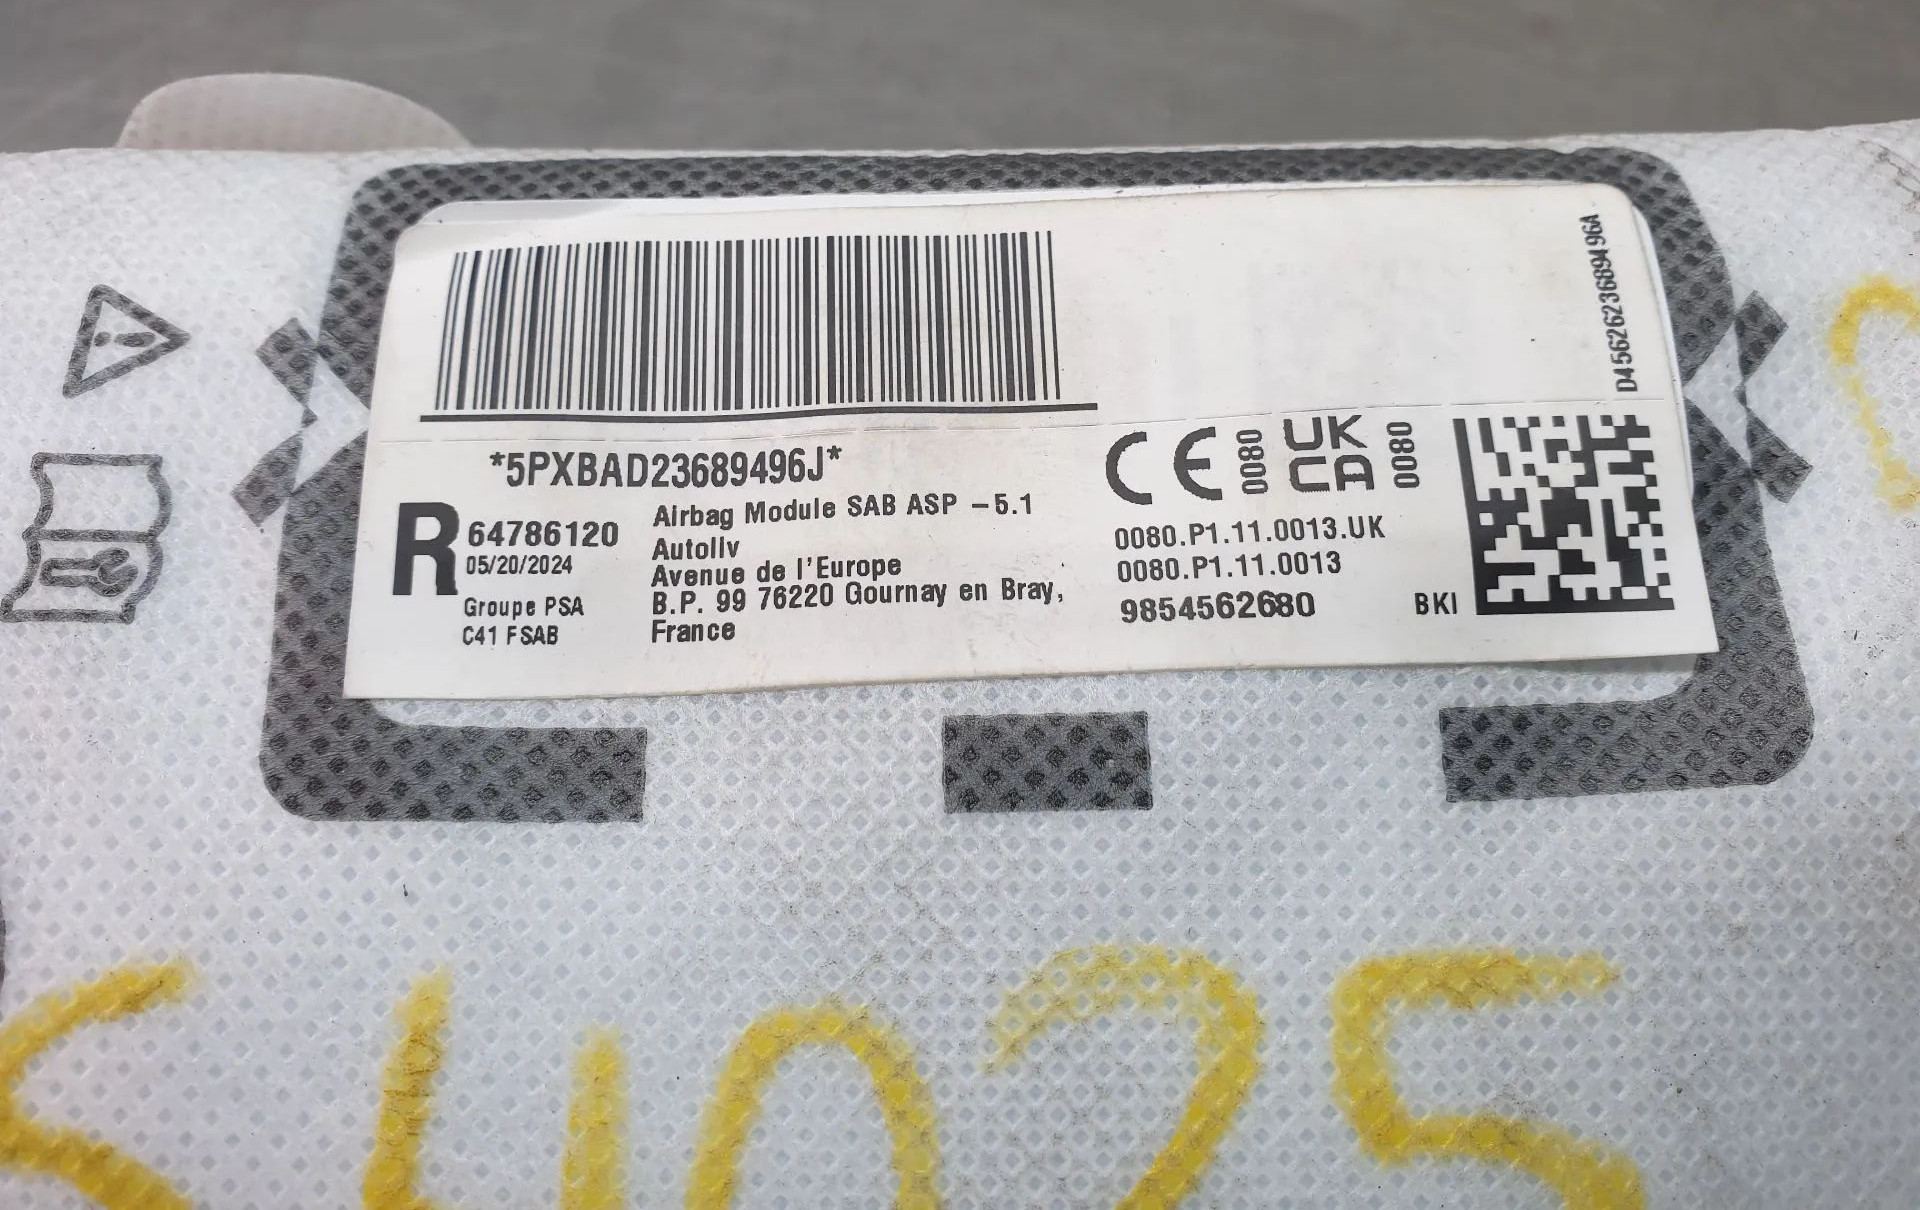 D45626236894​96A
*5PXBAD23689496J*
R 64786120
05/20/2024
Groupe PSA
C41 FSAB
Airbag Module SAB ASP -5.1
Autoliv
Avenue de l'Europe
B.P. 99 76220 Gournay en Bray,
France
CE 0080 UK CA 0080
0080.P1.11.0013.UK
0080.P1.11.0013
9854562680 BKI